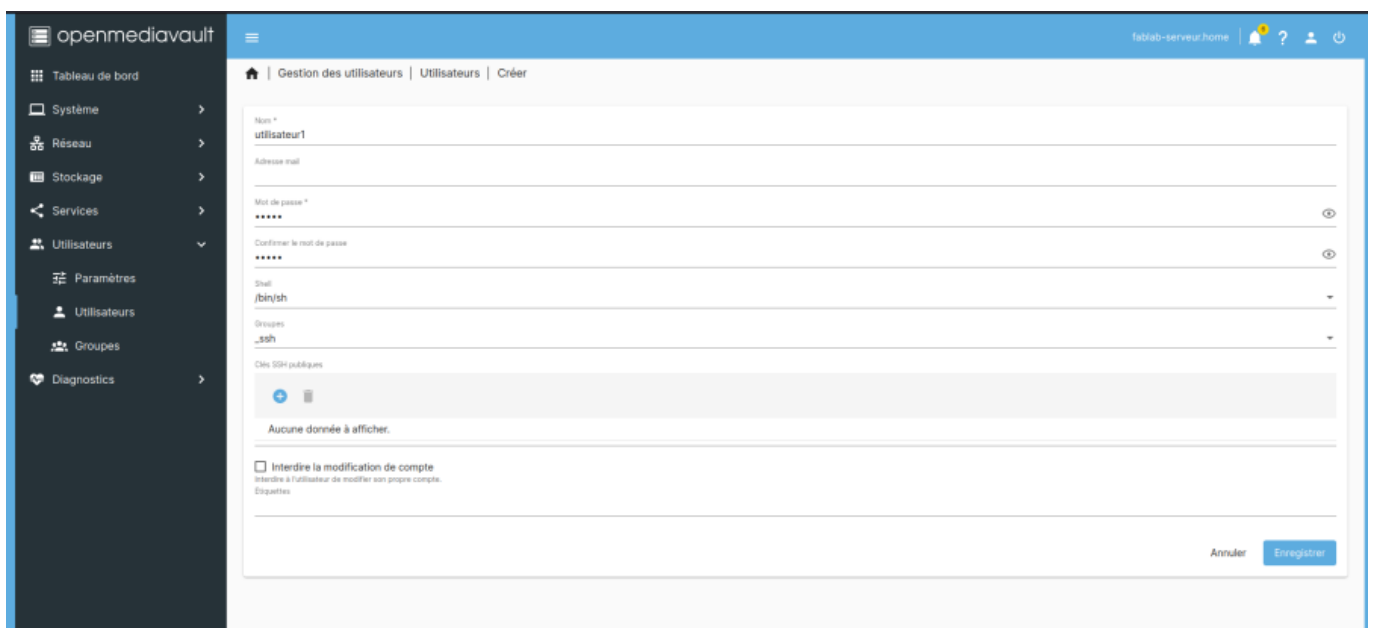 openmediavault
fablab-serveur.home
Tableau de bord
Système
Réseau
Stockage
Services
Utilisateurs
Paramètres
Utilisateurs
Groupes
Diagnostics
Gestion des utilisateurs | Utilisateurs | Créer
Nom *
utilisateur1
Adresse mail
Mot de passe *
•••••
Confirmer le mot de passe
•••••
Shell
/bin/sh
Groupes
_ssh
Clés SSH publiques
Aucune donnée à afficher.
Interdire la modification de compte
Interdire à l'utilisateur de modifier son propre compte.
Etiquettes
Annuler
Enregistrer